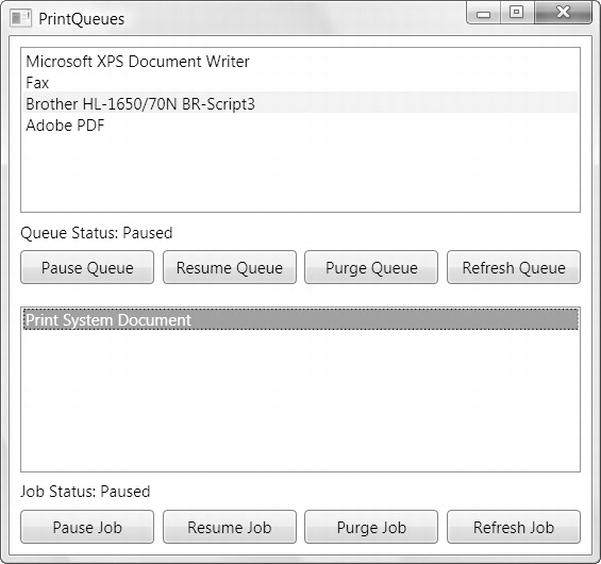 PrintQueues
Microsoft XPS Document Writer
Fax
Brother HL-1650/70N BR-Script3
Adobe PDF
Queue Status: Paused
Pause Queue Resume Queue Purge Queue Refresh Queue
Print System Document
Job Status: Paused
Pause Job Resume Job Purge Job Refresh Job